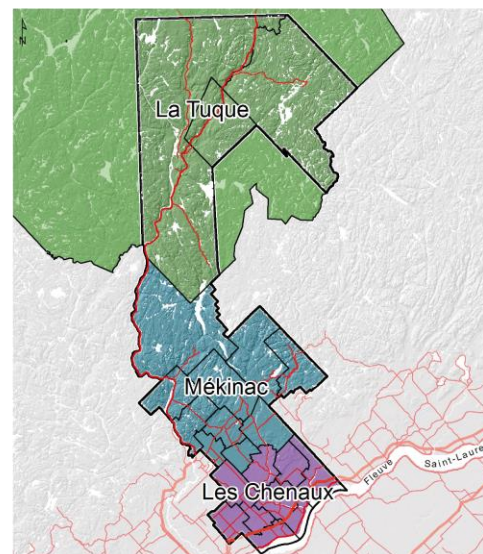 N
La Tuque
Mékinac
Les Chenaux
Fleuve
Saint-Laure